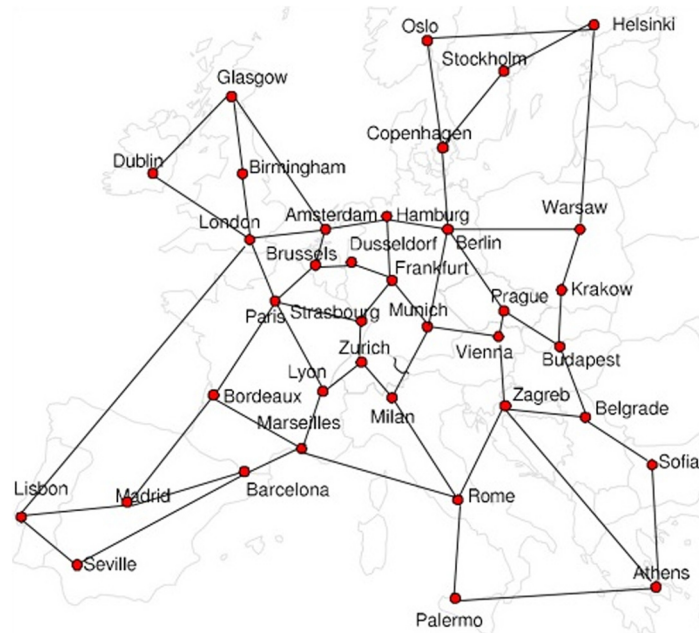 Oslo
Helsinki
Stockholm
Glasgow
Copenhagen
Dublin
Birmingham
London
Amsterdam
Hamburg
Warsaw
Berlin
Brussels
Dusseldorf
Frankfurt
Krakow
Prague
Paris
Strasbourg
Munich
Vienna
Budapest
Zurich
Lyon
Bordeaux
Milan
Zagreb
Belgrade
Marseilles
Sofia
Lisbon
Madrid
Barcelona
Rome
Seville
Athens
Palermo